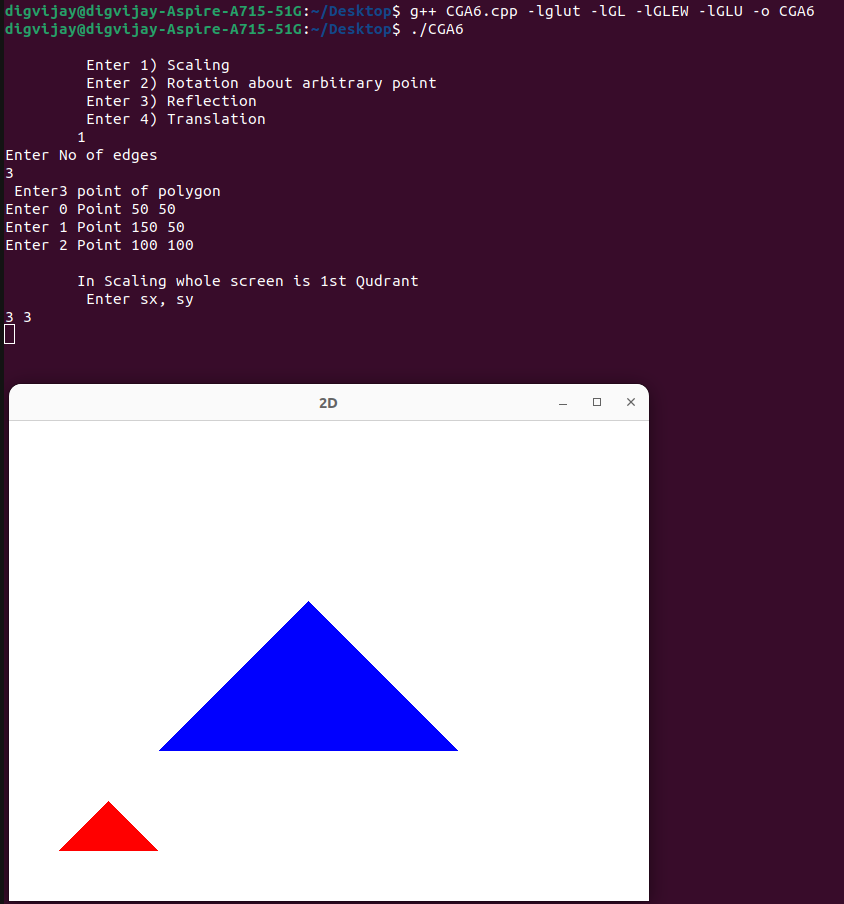 digvijay@digvijay-Aspire-A715-51G:~/Desktop$ g++ CGA6.cpp -lglut -lGL -lGLEW -lGLU -o CGA6
digvijay@digvijay-Aspire-A715-51G:~/Desktop$ ./CGA6
Enter 1) Scaling
Enter 2) Rotation about arbitrary point
Enter 3) Reflection
Enter 4) Translation
1
Enter No of edges
3
Enter3 point of polygon
Enter 0 Point 50 50
Enter 1 Point 150 50
Enter 2 Point 100 100
In Scaling whole screen is 1st Qudrant
Enter sx, sy
3 3
2D